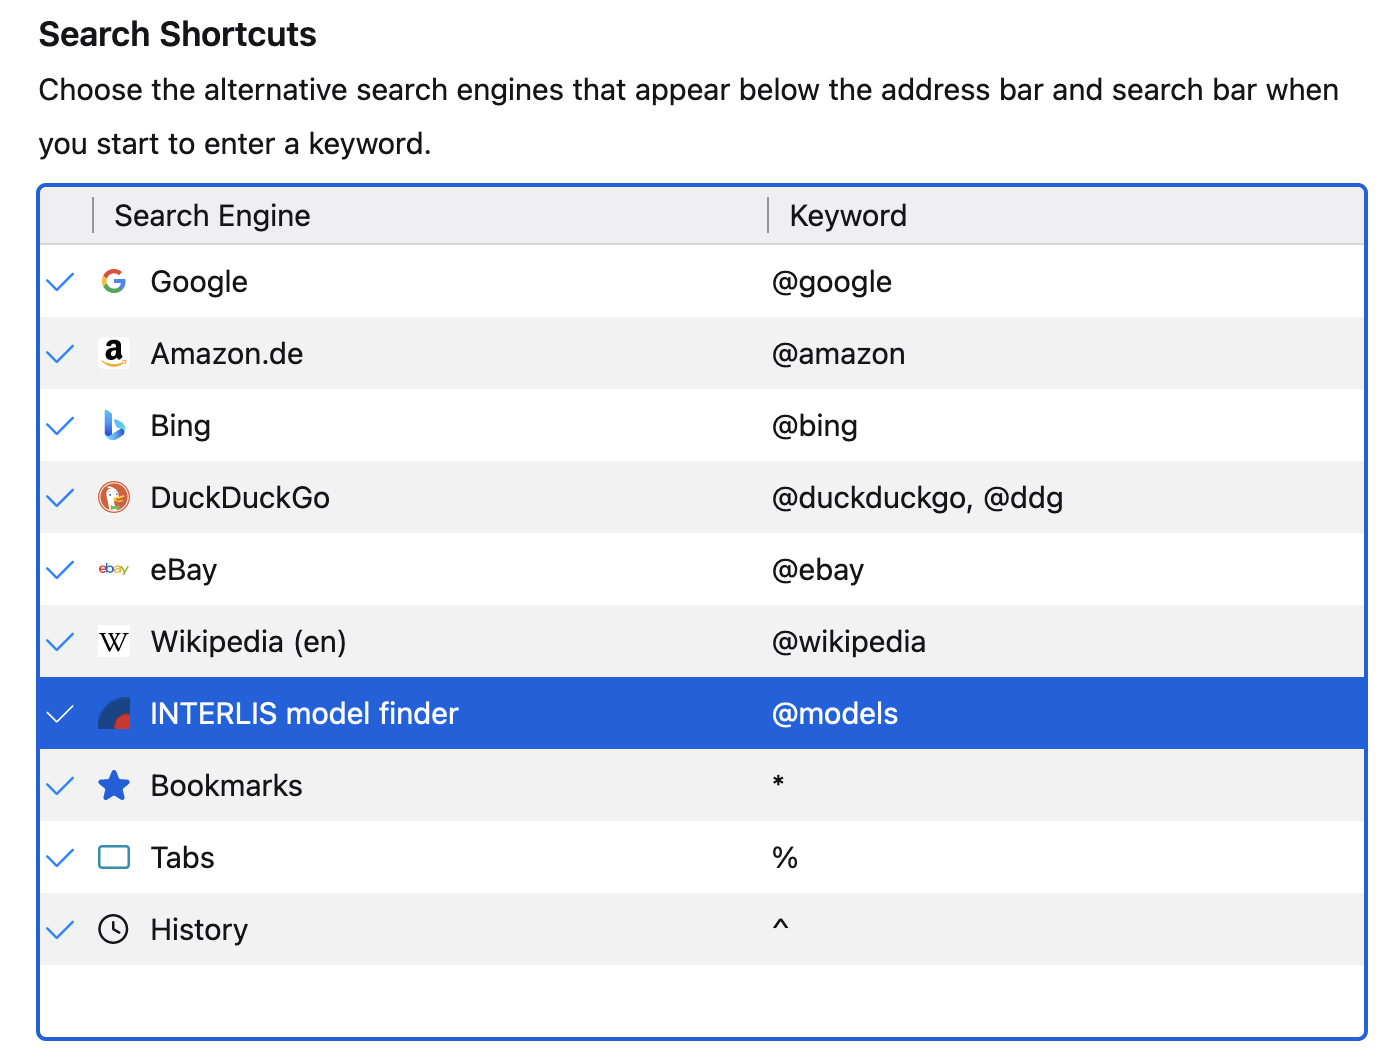 Search Shortcuts
Choose the alternative search engines that appear below the address bar and search bar when
you start to enter a keyword.
Search Engine Keyword
Google @google
a Amazon.de @amazon
Bing @bing
DuckDuckGo @duckduckgo, @ddg
ebay eBay @ebay
W Wikipedia (en) @wikipedia
INTERLIS model finder @models
Bookmarks *
Tabs %
History ^